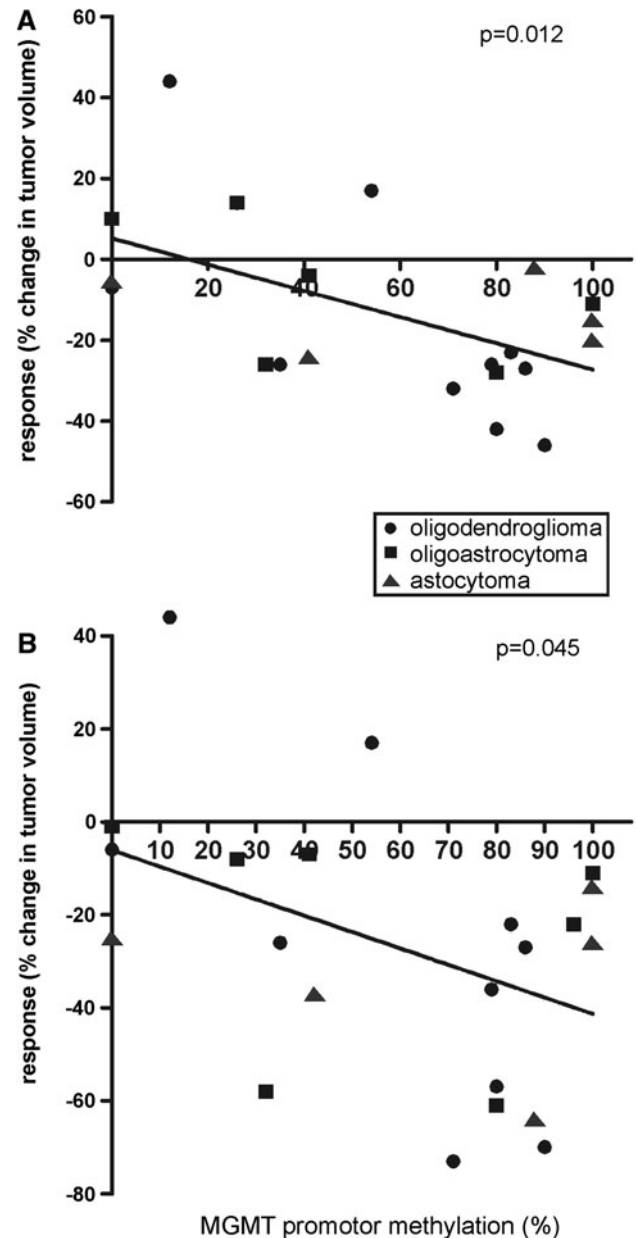 A
p=0.012
response (% change in tumor volume)
60
40
20
0
-20
-40
-60
20 40 60 80 100
oligodendroglioma
oligoastrocytoma
astocytoma
B
p=0.045
response (% change in tumor volume)
40
20
0
-20
-40
-60
-80
10 20 30 40 50 60 70 80 90 100
MGMT promotor methylation (%)